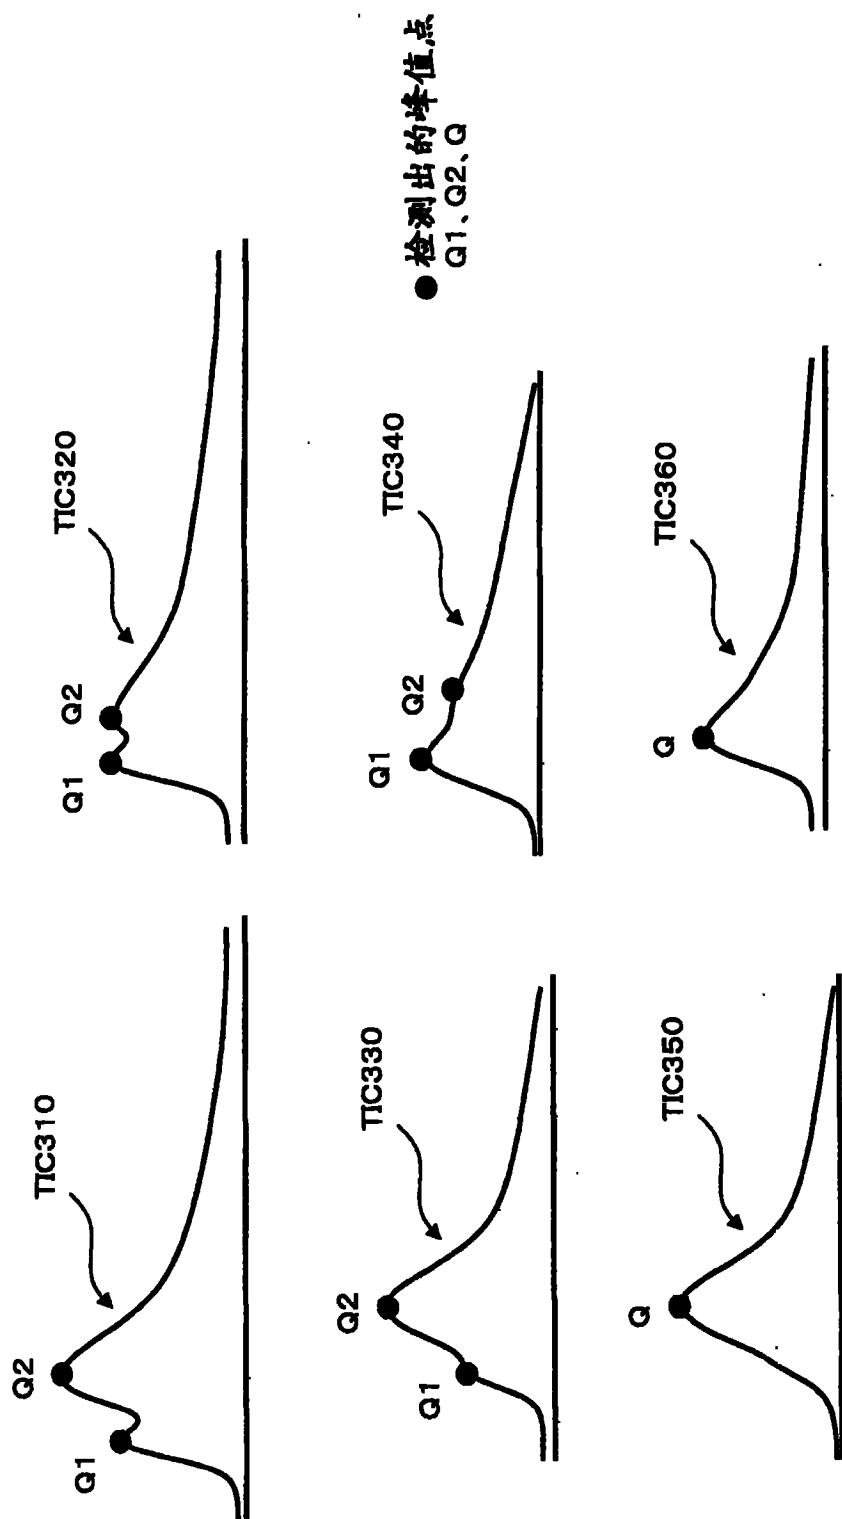 TIC310
Q2
Q1
TIC320
Q2
Q1
TIC330
Q2
Q1
TIC340
Q2
Q1
● 检测出的峰值点
Q1、Q2、Q
TIC350
Q
TIC360
Q